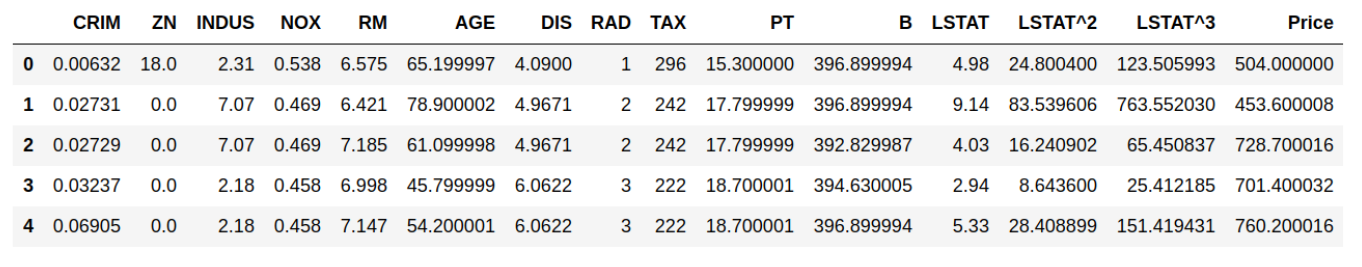 CRIM ZN INDUS NOX RM AGE DIS RAD TAX PT B LSTAT LSTAT^2 LSTAT^3 Price
0 0.00632 18.0 2.31 0.538 6.575 65.199997 4.0900 1 296 15.300000 396.899994 4.98 24.800400 123.505993 504.000000
1 0.02731 0.0 7.07 0.469 6.421 78.900002 4.9671 2 242 17.799999 396.899994 9.14 83.539606 763.552030 453.600008
2 0.02729 0.0 7.07 0.469 7.185 61.099998 4.9671 2 242 17.799999 392.829987 4.03 16.240902 65.450837 728.700016
3 0.03237 0.0 2.18 0.458 6.998 45.799999 6.0622 3 222 18.700001 394.630005 2.94 8.643600 25.412185 701.400032
4 0.06905 0.0 2.18 0.458 7.147 54.200001 6.0622 3 222 18.700001 396.899994 5.33 28.408899 151.419431 760.200016